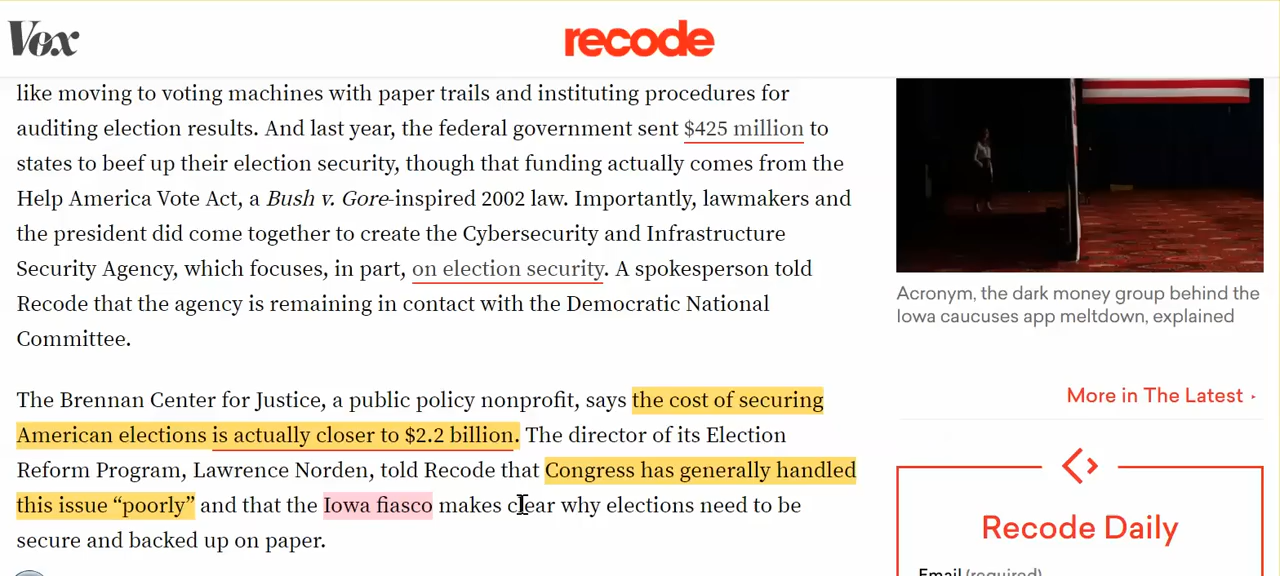 Vox
recode
like moving to voting machines with paper trails and instituting procedures for
auditing election results. And last year, the federal government sent $425 million to
states to beef up their election security, though that funding actually comes from the
Help America Vote Act, a Bush v. Gore-inspired 2002 law. Importantly, lawmakers and
the president did come together to create the Cybersecurity and Infrastructure
Security Agency, which focuses, in part, on election security. A spokesperson told
Recode that the agency is remaining in contact with the Democratic National
Committee.
The Brennan Center for Justice, a public policy nonprofit, says the cost of securing
American elections is actually closer to $2.2 billion. The director of its Election
Reform Program, Lawrence Norden, told Recode that Congress has generally handled
this issue “poorly” and that the Iowa fiasco makes clear why elections need to be
secure and backed up on paper.
Acronym, the dark money group behind the
Iowa caucuses app meltdown, explained
More in The Latest
Recode Daily
Email (required)